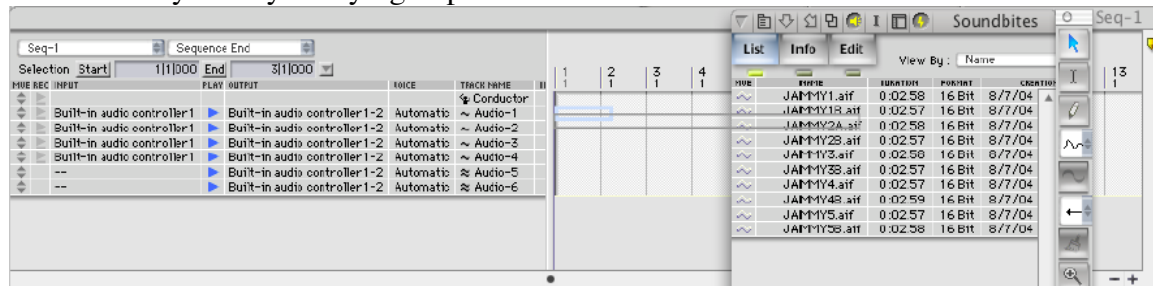 Seq-1 Sequence End
Selection Start 1|1|000 End 3|1|000
MVE REC INPUT PLAY OUTPUT VOICE TRACK NAME
Conductor
Built-in audio controller1 Built-in audio controller1-2 Automatic Audio-1
Built-in audio controller1 Built-in audio controller1-2 Automatic Audio-2
Built-in audio controller1 Built-in audio controller1-2 Automatic Audio-3
Built-in audio controller1 Built-in audio controller1-2 Automatic Audio-4
-- Built-in audio controller1-2 Automatic Audio-5
-- Built-in audio controller1-2 Automatic Audio-6
1 2 3 4
1 1 1 1
Soundbites
List Info Edit
View By: Name
MVE NAME DURATION FORMAT
JAMMY1.aif 0:02.58 16 Bit 8/7/04
JAMMY1B.aif 0:02.57 16 Bit 8/7/04
JAMMY2A.aif 0:02.58 16 Bit 8/7/04
JAMMY2B.aif 0:02.57 16 Bit 8/7/04
JAMMY3.aif 0:02.58 16 Bit 8/7/04
JAMMY3B.aif 0:02.57 16 Bit 8/7/04
JAMMY4.aif 0:02.57 16 Bit 8/7/04
JAMMY4B.aif 0:02.59 16 Bit 8/7/04
JAMMY5.aif 0:02.57 16 Bit 8/7/04
JAMMY5B.aif 0:02.58 16 Bit 8/7/04
Seq-1
13
1